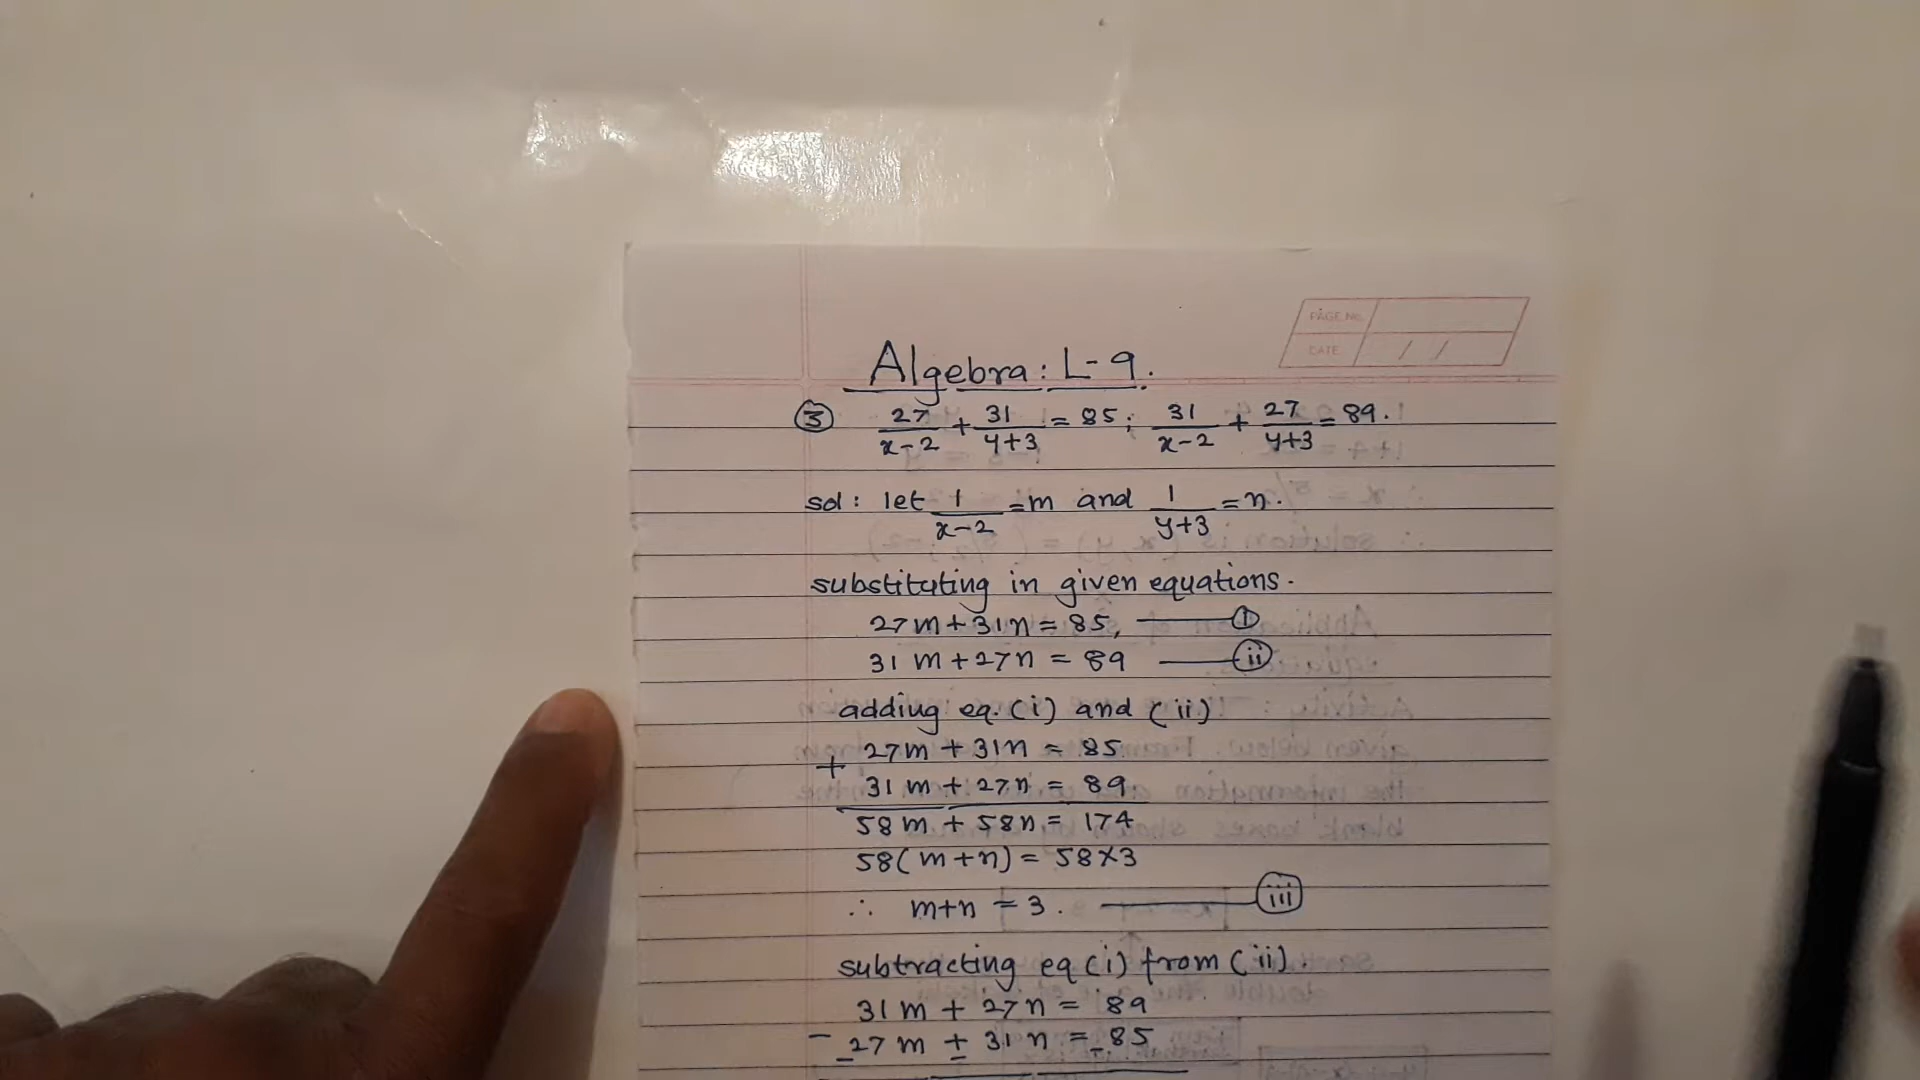 PAGE NO.
DATE / /
Algebra: L-9.
③ 27/x-2 + 31/y+3 = 85; 31/x-2 + 27/y+3 = 89.
sol: let 1/x-2 = m and 1/y+3 = n.
substituting in given equations.
27m+31n = 85, — ⓘ
31m+27n = 89 — ⓘⓘ
adding eq. (i) and (ii)
27m + 31n = 85
+ 31m + 27n = 89
58m + 58n = 174
58(m+n) = 58×3
∴ m+n = 3. — ⓘⓘⓘ
subtracting eq (i) from (ii).
31m + 27n = 89
- 27m + 31n = 85
- - -